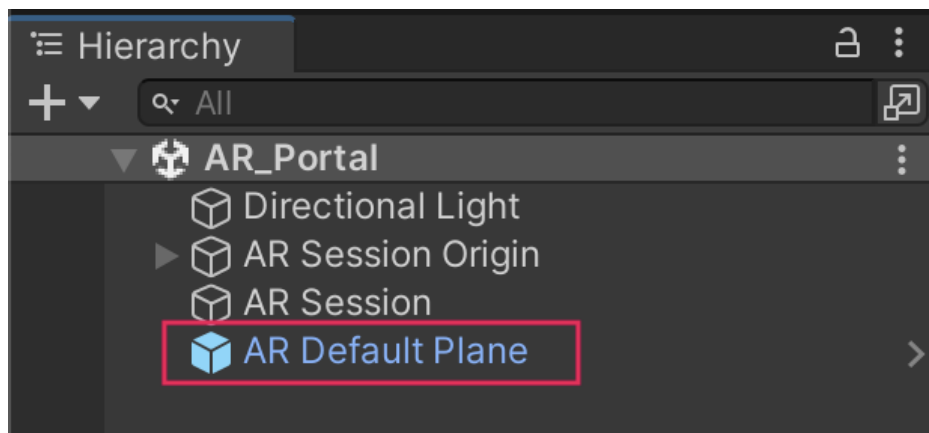 Hierarchy
All
AR_Portal
Directional Light
AR Session Origin
AR Session
AR Default Plane